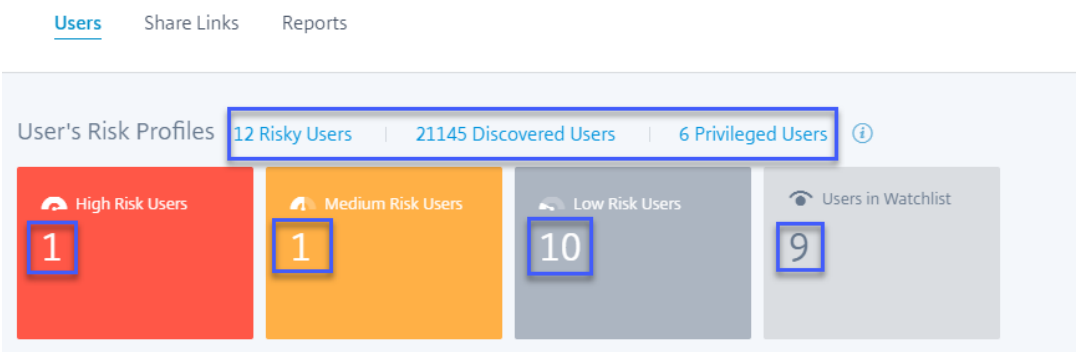 Users Share Links Reports
User's Risk Profiles 12 Risky Users | 21145 Discovered Users | 6 Privileged Users i
High Risk Users
1
Medium Risk Users
1
Low Risk Users
10
Users in Watchlist
9